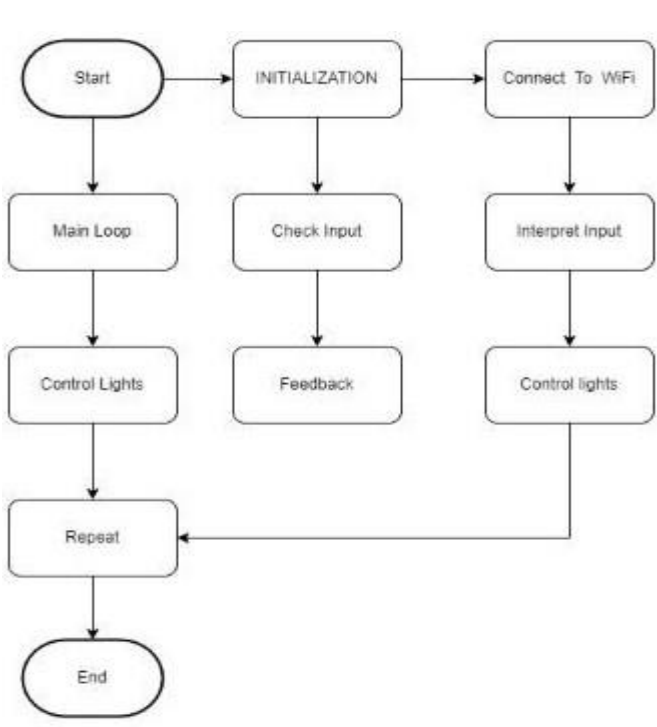 Start
INITIALIZATION
Connect To WiFi
Main Loop
Check Input
Interpret Input
Control Lights
Feedback
Control lights
Repeat
End